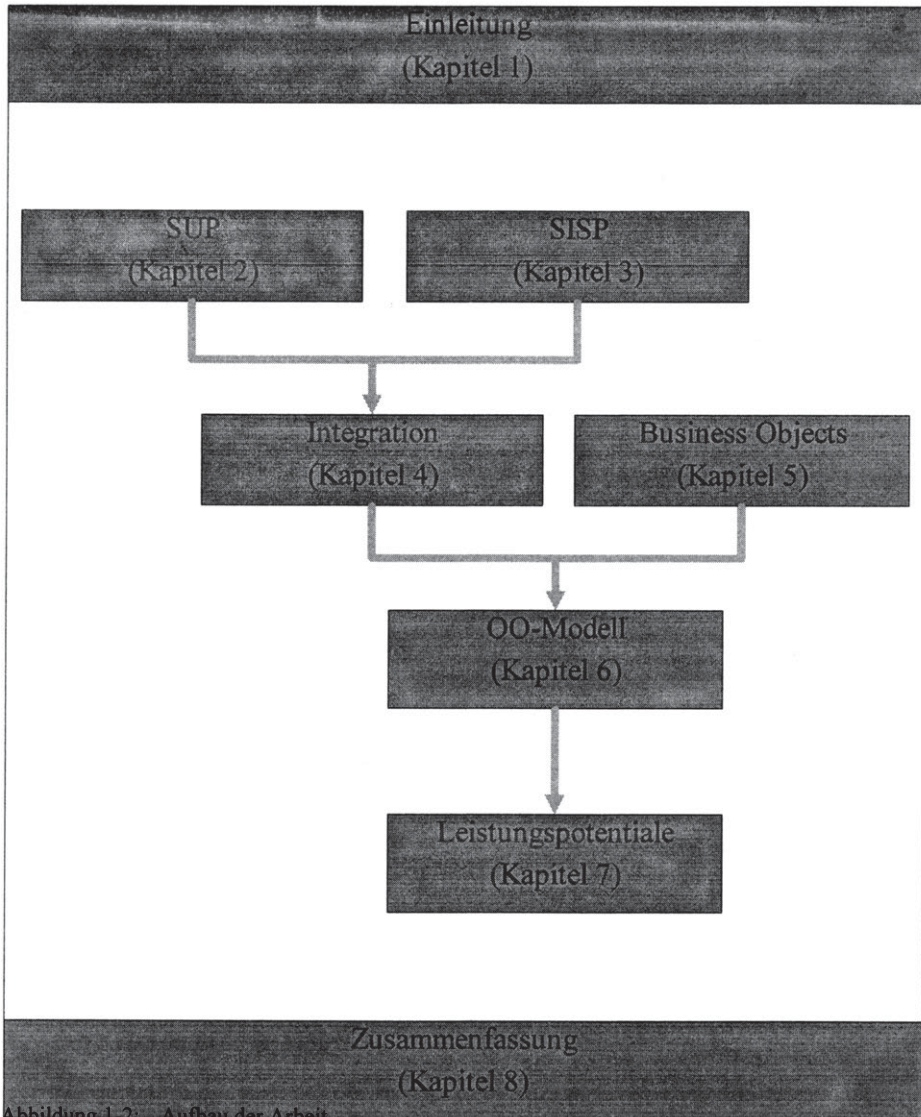 Einleitung
(Kapitel 1)
SUP
(Kapitel 2)
SISP
(Kapitel 3)
Integration
(Kapitel 4)
Business Objects
(Kapitel 5)
OO-Modell
(Kapitel 6)
Leistungspotentiale
(Kapitel 7)
Zusammenfassung
(Kapitel 8)
Abbildung 1-2: Aufbau der Arbeit